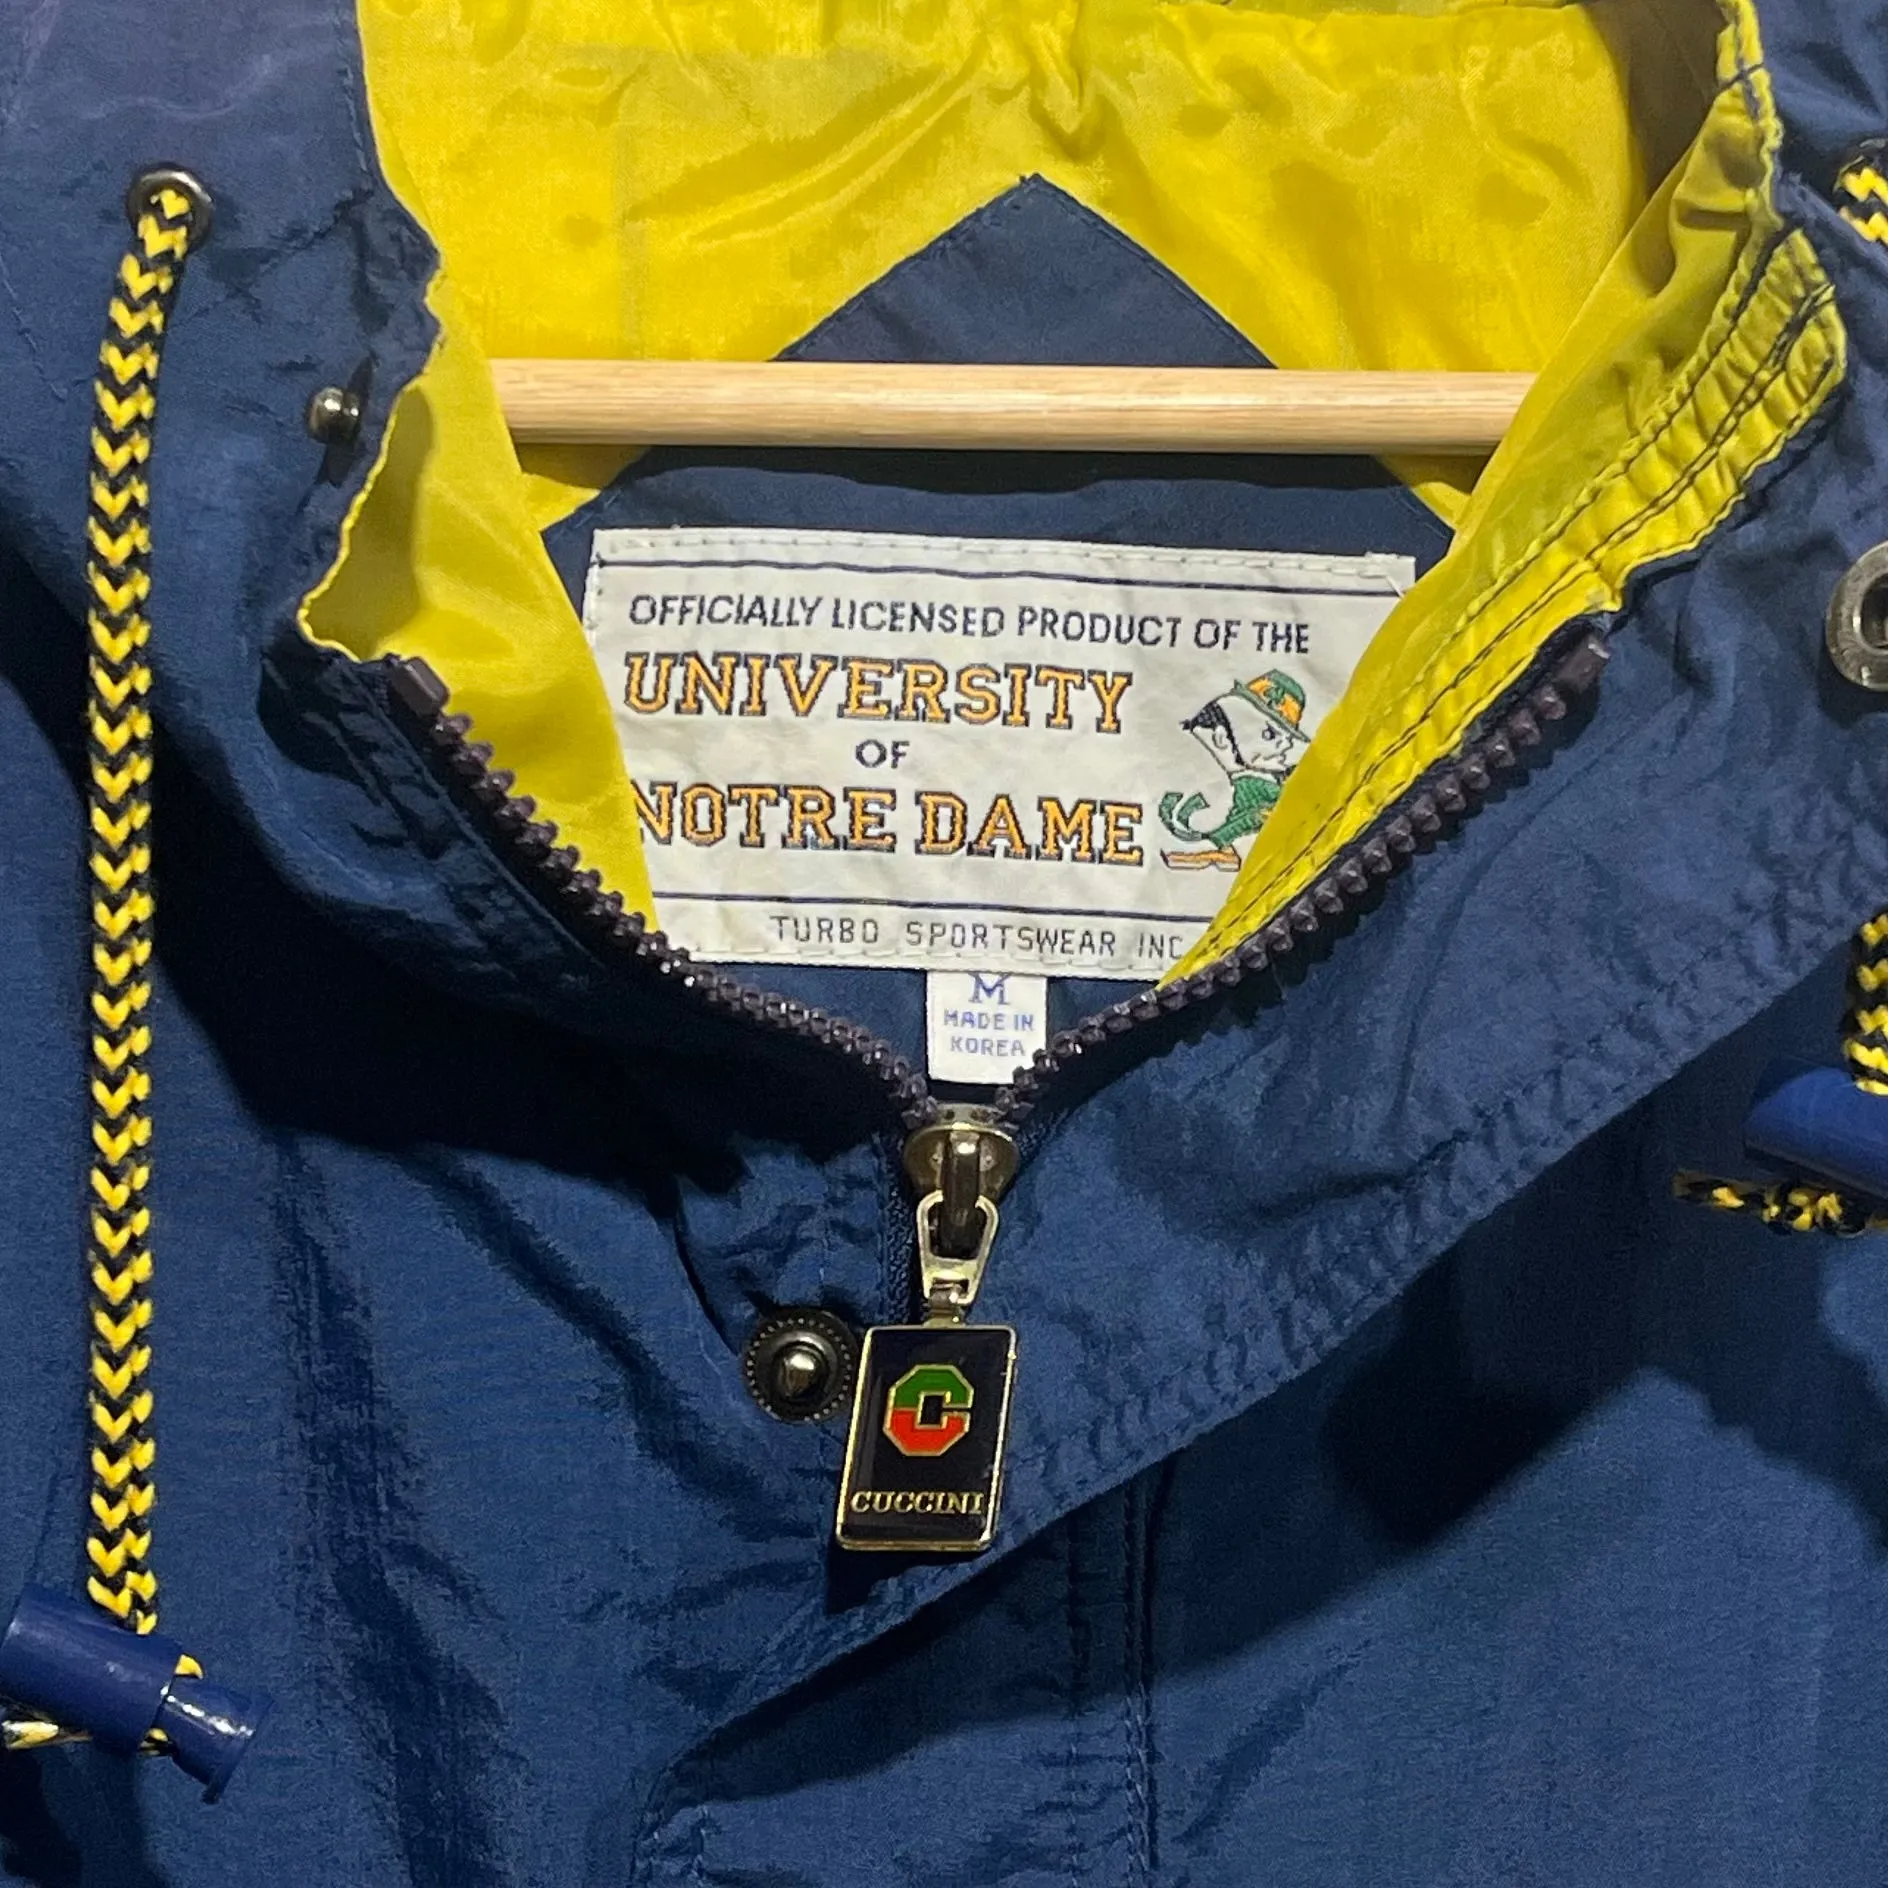 OFFICIALLY LICENSED PRODUCT OF THE
UNIVERSITY
OF
NOTRE DAME
TURBO SPORTSWEAR INC
M
MADE IN
KOREA
C
CUCCINI